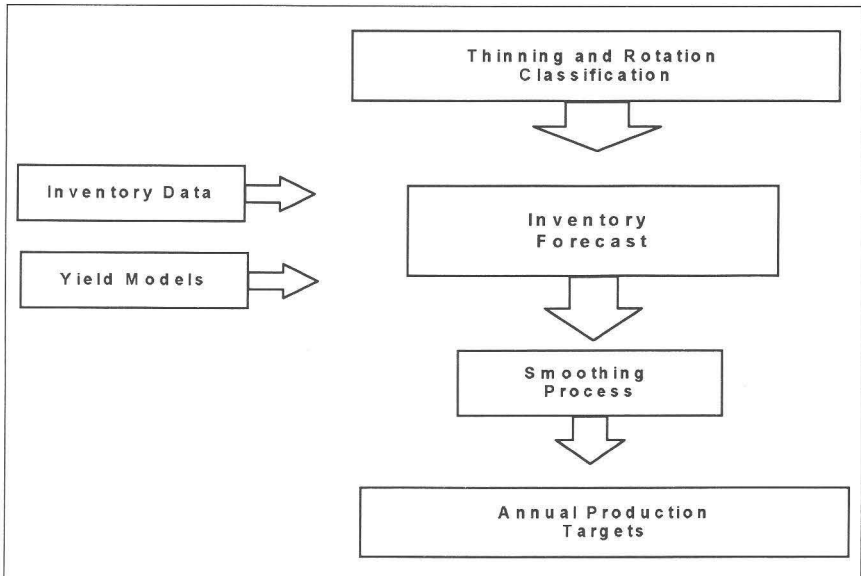 Thinning and Rotation
Classification
Inventory Data
Inventory
Forecast
Yield Models
Smoothing
Process
Annual Production
Targets